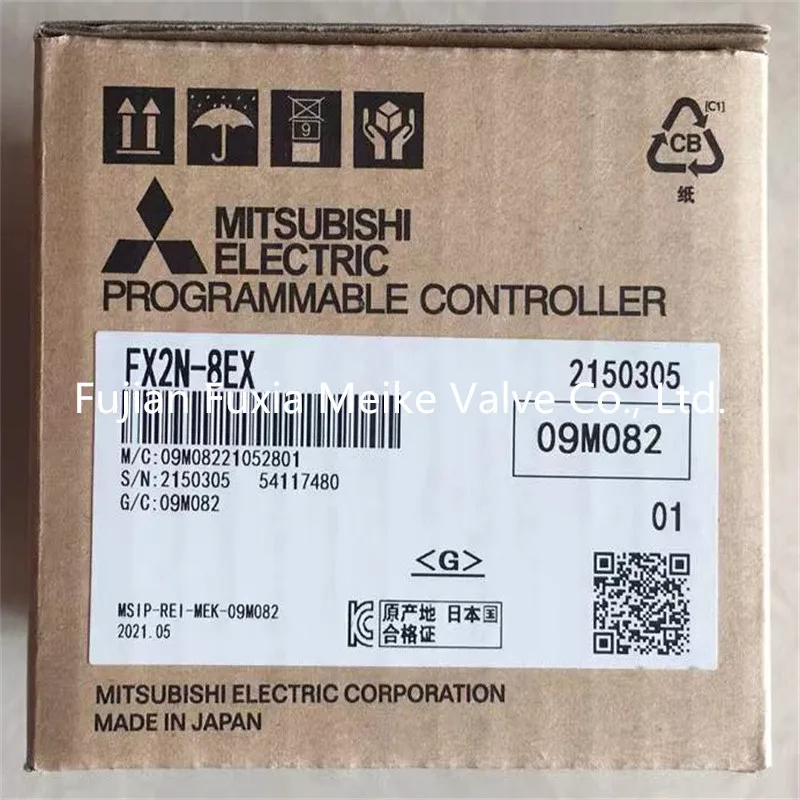 9
[C1]
CB
纸
MITSUBISHI
ELECTRIC
PROGRAMMABLE CONTROLLER
FX2N-8EX
2150305
Fujian Fuxia Meike Valve Co., Ltd.
09M082
M/C:09M08221052801
S/N:2150305 54117480
G/C:09M082
01
<G>
MSIP-REI-MEK-09M082
2021.05
原产地 日本国
合格证
MITSUBISHI ELECTRIC CORPORATION
MADE IN JAPAN